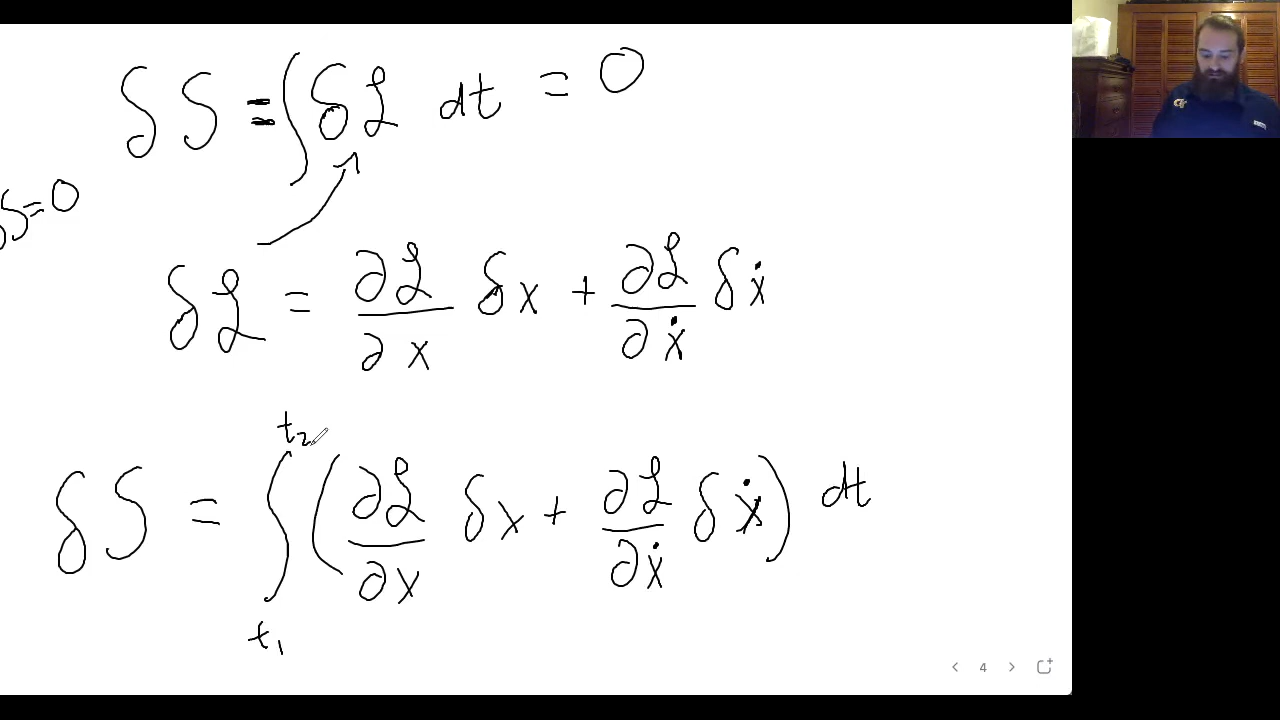 δS = ∫ δℒ dt = 0
δS=0
δℒ = ∂ℒ/∂x δx + ∂ℒ/∂ẋ δẋ
δS = ∫_{t₁}^{t₂} (∂ℒ/∂x δx + ∂ℒ/∂ẋ δẋ) dt
4